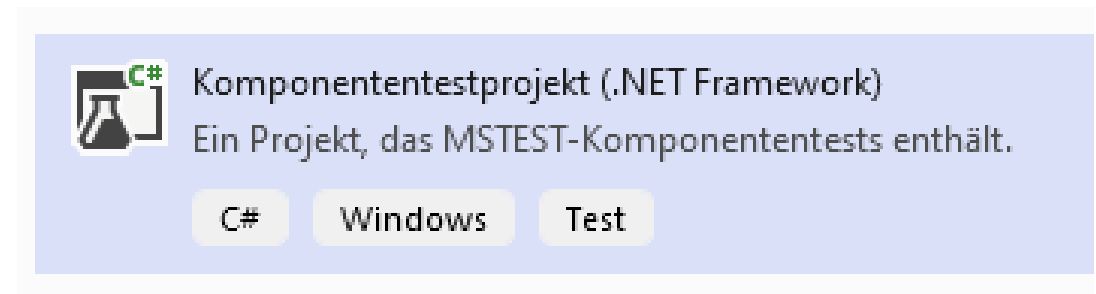 C#
Komponententestprojekt (.NET Framework)
Ein Projekt, das MSTEST-Komponententests enthält.
C# Windows Test